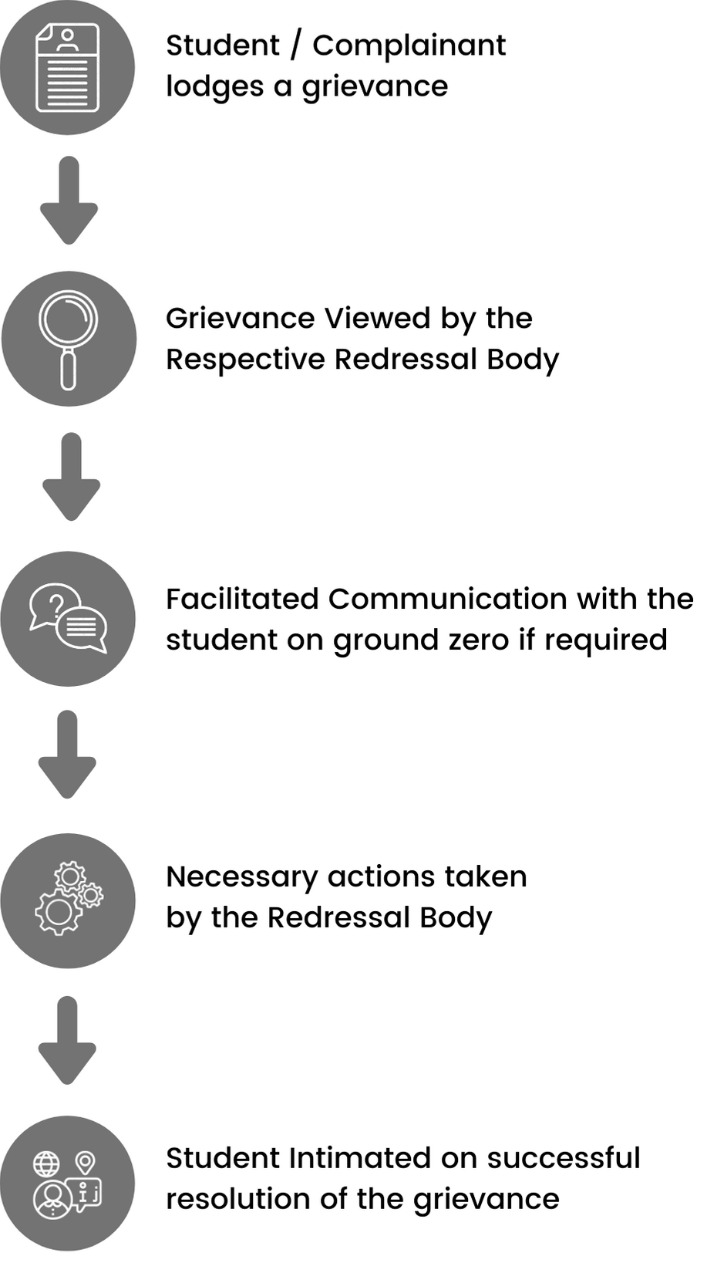 Student / Complainant
lodges a grievance
Grievance Viewed by the
Respective Redressal Body
?
Facilitated Communication with the
student on ground zero if required
Necessary actions taken
by the Redressal Body
Student Intimated on successful
resolution of the grievance